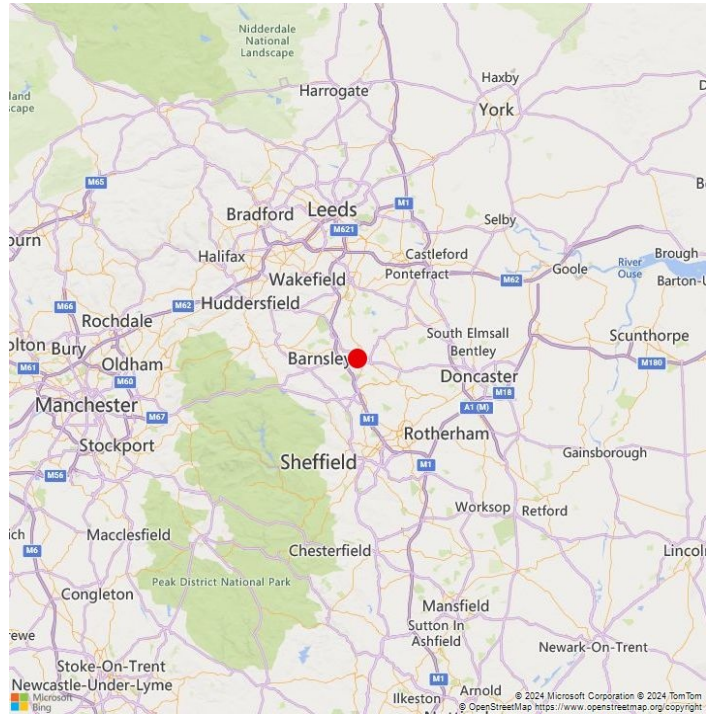 Nidderdale
National
Landscape
Haxby
Harrogate
York
land
scape
M65
Bradford
Leeds
M1
M621
Selby
burn
Halifax
Castleford
Pontefract
M62
Goole
River
Ouse
Brough
Barton-U
Wakefield
Huddersfield
M66
M62
Rochdale
olton
Bury
M61
Oldham
M60
Barnsley
South Elmsall
Bentley
Doncaster
M18
A1 (M)
Scunthorpe
M180
Manchester
M67
M1
Rotherham
Stockport
Sheffield
M1
M56
Gainsborough
Worksop
Retford
ich
M6
Macclesfield
Chesterfield
Lincoln
Peak District National Park
Congleton
Mansfield
Sutton In
Ashfield
Newark-On-Trent
rewe
Stoke-On-Trent
Newcastle-Under-Lyme
Ilkeston
Arnold
Microsoft
Bing
© 2024 Microsoft Corporation © 2024 TomTom
© OpenStreetMap https://www.openstreetmap.org/copyright